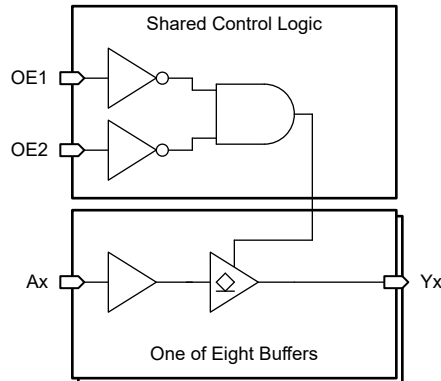 Shared Control Logic
OE1
OE2
Ax
Yx
One of Eight Buffers